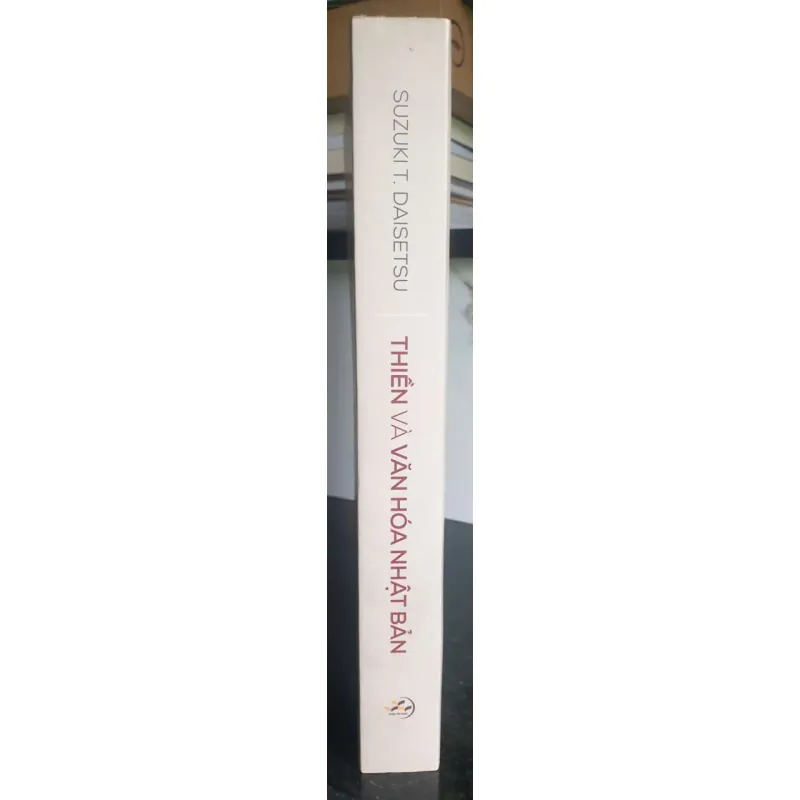 SUZUKI T. DAISETSU
THIỀN VÀ VĂN HÓA NHẬT BẢN